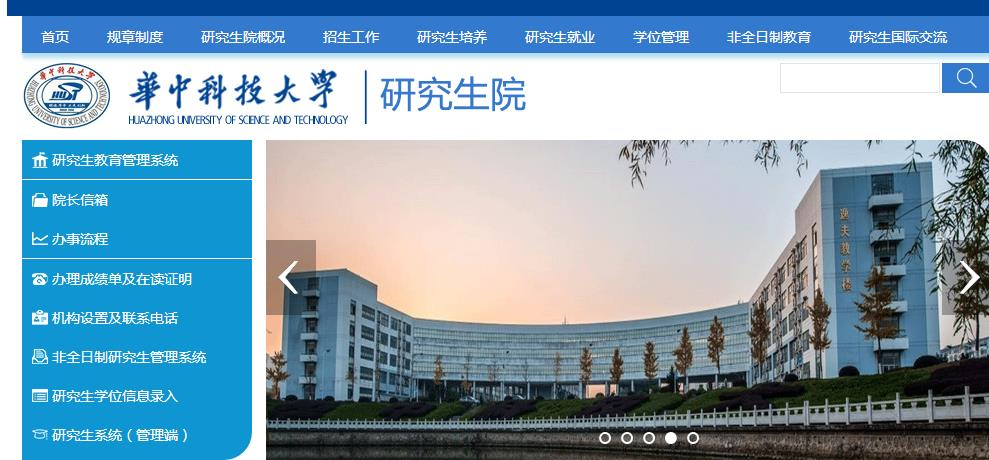 首页 规章制度 研究生院概况 招生工作 研究生培养 研究生就业 学位管理 非全日制教育 研究生国际交流
華中科技大学
HUAZHONG UNIVERSITY OF SCIENCE AND TECHNOLOGY
研究生院
研究生教育管理系统
院长信箱
办事流程
办理成绩单及在读证明
机构设置及联系电话
非全日制研究生管理系统
研究生学位信息录入
研究生系统（管理端）
逸夫教学楼